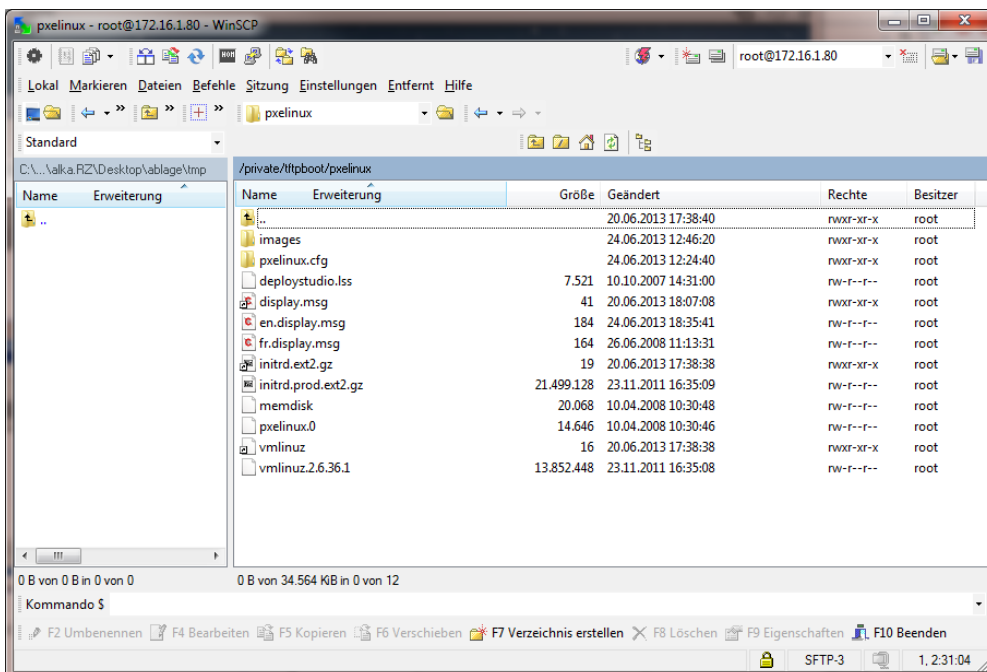 pxelinux - root@172.16.1.80 - WinSCP
root@172.16.1.80
Lokal Markieren Dateien Befehle Sitzung Einstellungen Entfernt Hilfe
pxelinux
Standard
C:\...\alka.RZ\Desktop\ablage\tmp /private/tftpboot/pxelinux
Name Erweiterung Name Erweiterung Größe Geändert Rechte Besitzer
.. .. 20.06.2013 17:38:40 rwxr-xr-x root
images 24.06.2013 12:46:20 rwxr-xr-x root
pxelinux.cfg 24.06.2013 12:24:40 rwxr-xr-x root
deploystudio.lss 7.521 10.10.2007 14:31:00 rw-r--r-- root
display.msg 41 20.06.2013 18:07:08 rwxr-xr-x root
en.display.msg 184 24.06.2013 18:35:41 rw-r--r-- root
fr.display.msg 164 26.06.2008 11:13:31 rw-r--r-- root
initrd.ext2.gz 19 20.06.2013 17:38:38 rwxr-xr-x root
initrd.prod.ext2.gz 21.499.128 23.11.2011 16:35:09 rw-r--r-- root
memdisk 20.068 10.04.2008 10:30:48 rw-r--r-- root
pxelinux.0 14.646 10.04.2008 10:30:46 rw-r--r-- root
vmlinuz 16 20.06.2013 17:38:38 rwxr-xr-x root
vmlinuz.2.6.36.1 13.852.448 23.11.2011 16:35:08 rw-r--r-- root
0 B von 0 B in 0 von 0 0 B von 34.564 KiB in 0 von 12
Kommando $
F2 Umbenennen F4 Bearbeiten F5 Kopieren F6 Verschieben F7 Verzeichnis erstellen F8 Löschen F9 Eigenschaften F10 Beenden
SFTP-3 1, 2:31:04